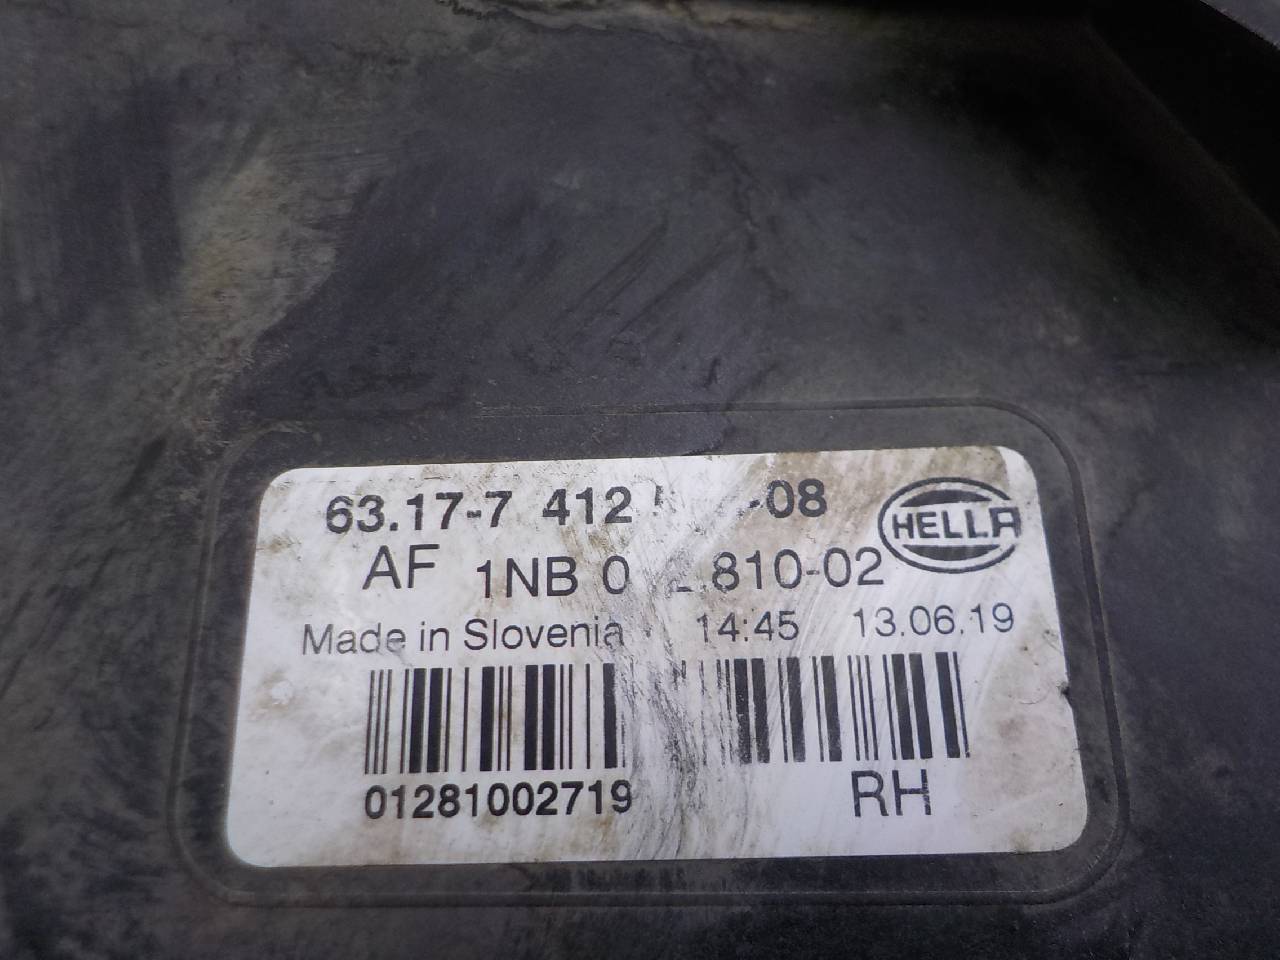 63.17-7 412 -08
HELLA
AF 1NB 0 810-02
Made in Slovenia 14:45 13.06.19
01281002719
RH